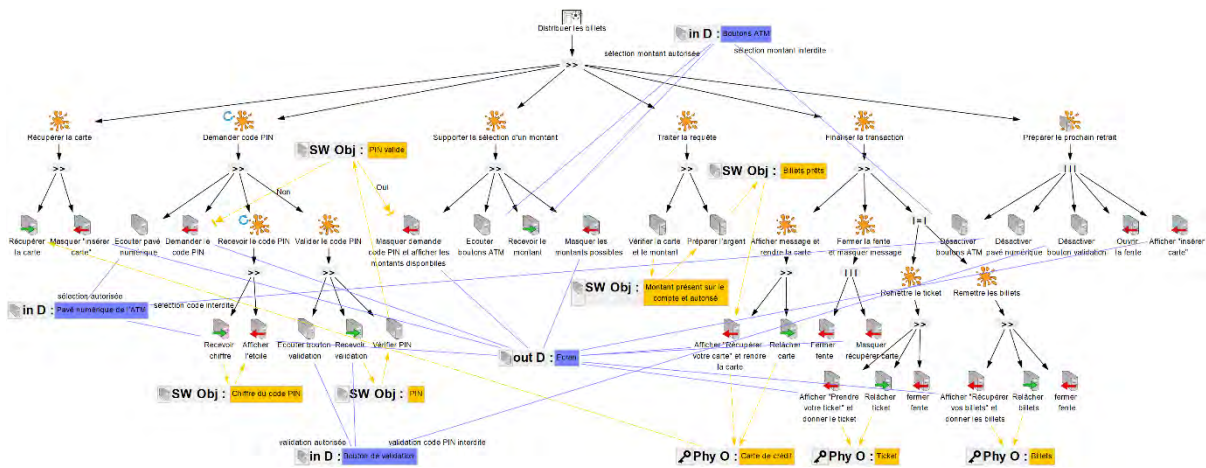 Distribuer les billets
in D : Boutons ATM
sélection montant autorisée
sélection montant interdite
>>
Récupérer la carte
Demander code PIN
Supporter la sélection d'un montant
Traiter la requête
Finaliser la transaction
Préparer le prochain retrait
SW Obj : PIN valide
>>
>>
>>
>>
>>
|||
SW Obj : Billets prêts
Non
Oui
|=|
Récupérer
la carte
Masquer "insérer
carte"
Ecouter pavé
numérique
Demander le
code PIN
Recevoir le code PIN
Valider le code PIN
Masquer demande
code PIN et afficher les
montants disponibles
Ecouter
boutons ATM
Recevoir le
montant
Masquer les
montants possibles
Vérifier la carte
et le montant
Préparer l'argent
Afficher message et
rendre la carte
Fermer la fente
et masquer message
Désactiver
boutons ATM
Désactiver
pavé numérique
Désactiver
bouton validation
Ouvrir
la fente
Afficher "insérer
carte"
>>
>>
>>
|||
Remettre le ticket
Remettre les billets
SW Obj : Montant présent sur le
compte et autorisé
sélection autorisée
sélection code interdite
in D : Pavé numérique de l'ATM
>>
>>
Recevoir
chiffre
Afficher
l'étoile
Ecouter bouton
validation
Recevoir
validation
Vérifier PIN
out D : Ecran
Afficher "Récupérer
votre carte" et rendre
la carte
Relâcher
carte
Fermer
fente
Masquer
récupérer carte
SW Obj : Chiffre du code PIN
SW Obj : PIN
Afficher "Prendre
votre ticket" et
donner le ticket
Relâcher
ticket
fermer
fente
Afficher "Récupérer
vos billets" et
donner les billets
Relâcher
billets
fermer
fente
validation autorisée
validation code PIN interdite
in D : Bouton de validation
Phy O : Carte de crédit
Phy O : Ticket
Phy O : Billets